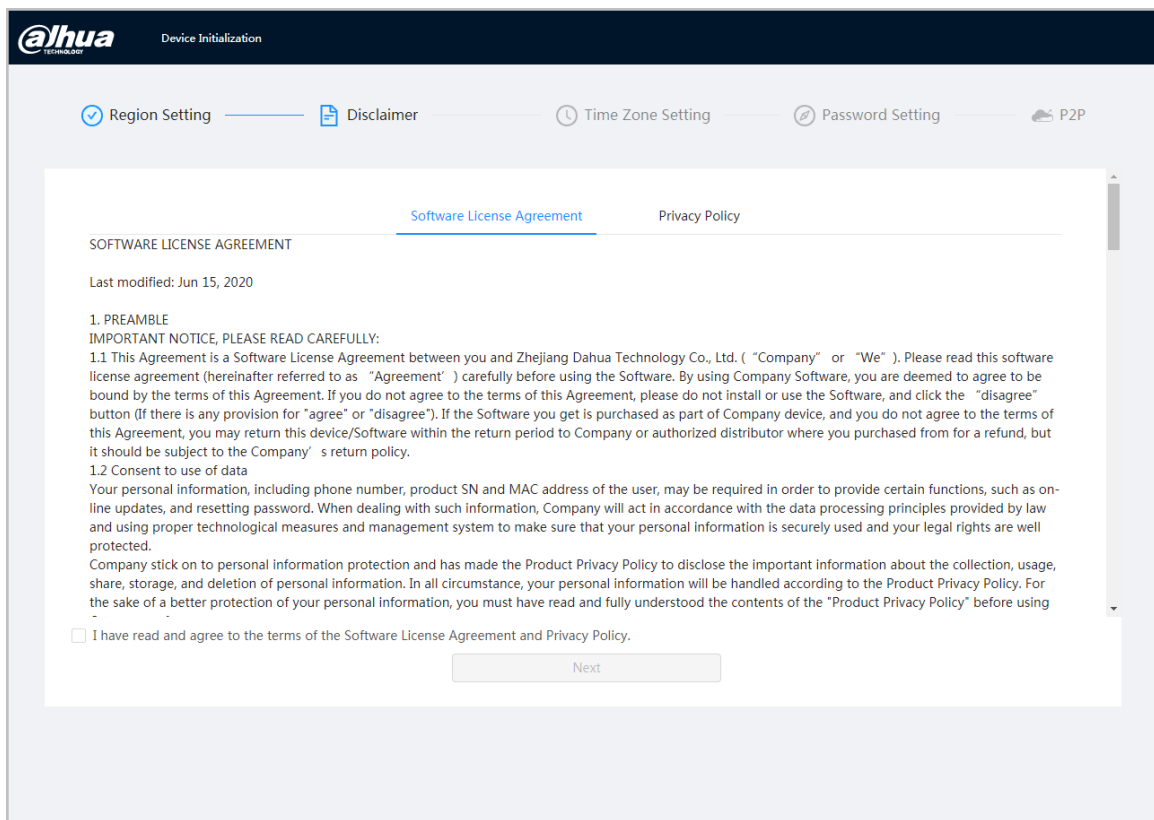 alhua
TECHNOLOGY
Device Initialization
Region Setting
Disclaimer
Time Zone Setting
Password Setting
P2P
Software License Agreement
Privacy Policy
SOFTWARE LICENSE AGREEMENT
Last modified: Jun 15, 2020
1. PREAMBLE
IMPORTANT NOTICE, PLEASE READ CAREFULLY:
1.1 This Agreement is a Software License Agreement between you and Zhejiang Dahua Technology Co., Ltd. ( “Company” or “We” ). Please read this software
license agreement (hereinafter referred to as “Agreement’ ) carefully before using the Software. By using Company Software, you are deemed to agree to be
bound by the terms of this Agreement. If you do not agree to the terms of this Agreement, please do not install or use the Software, and click the “disagree”
button (If there is any provision for "agree" or "disagree"). If the Software you get is purchased as part of Company device, and you do not agree to the terms of
this Agreement, you may return this device/Software within the return period to Company or authorized distributor where you purchased from for a refund, but
it should be subject to the Company’ s return policy.
1.2 Consent to use of data
Your personal information, including phone number, product SN and MAC address of the user, may be required in order to provide certain functions, such as on-
line updates, and resetting password. When dealing with such information, Company will act in accordance with the data processing principles provided by law
and using proper technological measures and management system to make sure that your personal information is securely used and your legal rights are well
protected.
Company stick on to personal information protection and has made the Product Privacy Policy to disclose the important information about the collection, usage,
share, storage, and deletion of personal information. In all circumstance, your personal information will be handled according to the Product Privacy Policy. For
the sake of a better protection of your personal information, you must have read and fully understood the contents of the "Product Privacy Policy" before using
I have read and agree to the terms of the Software License Agreement and Privacy Policy.
Next